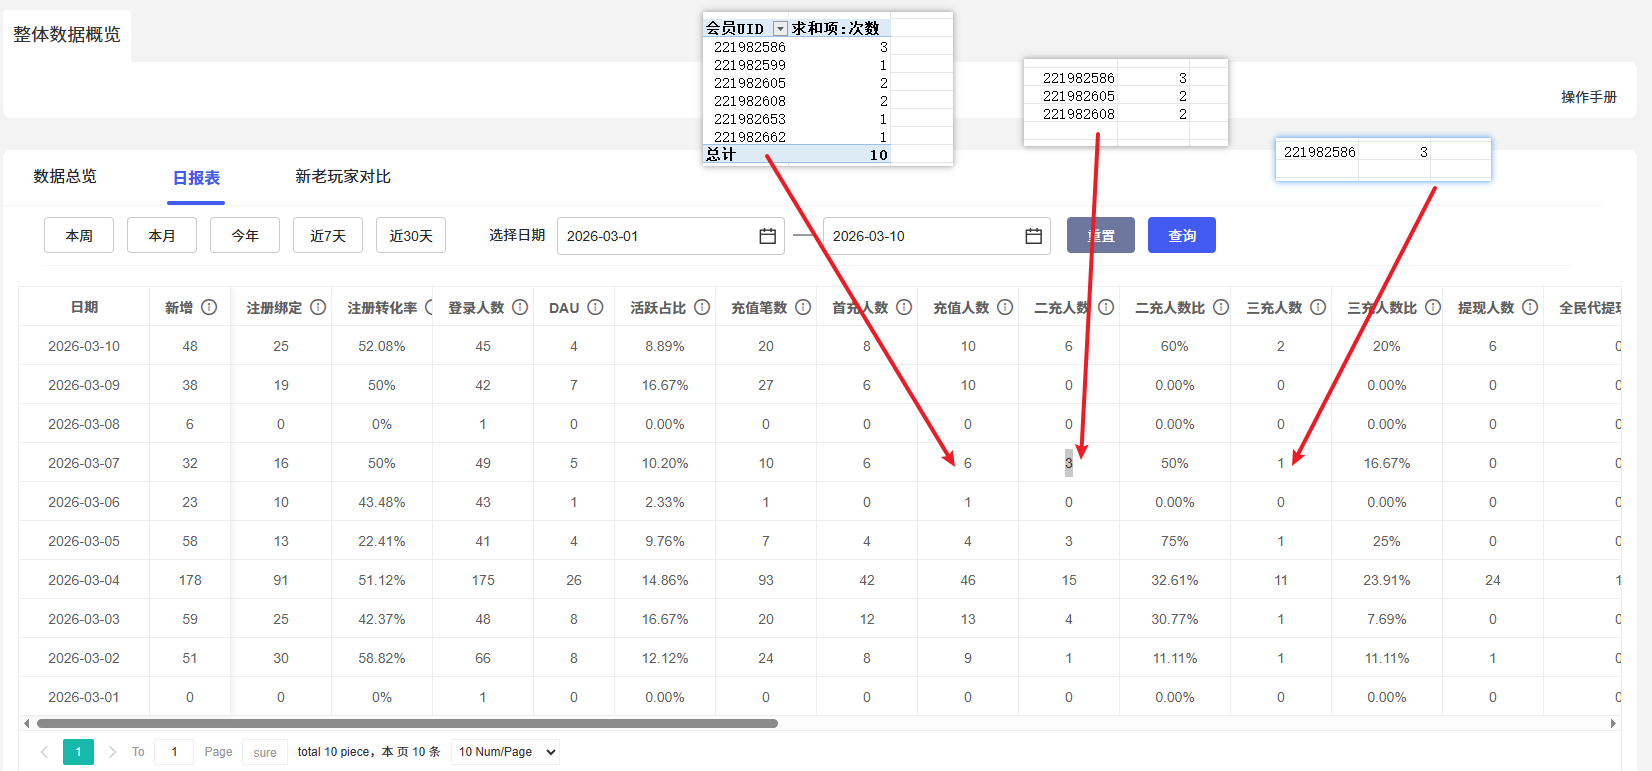 整体数据概览
操作手册
会员UID 求和项:次数
221982586 3
221982599 1
221982605 2
221982608 2
221982653 1
221982662 1
总计 10
221982586 3
221982605 2
221982608 2
221982586 3
数据总览 日报表 新老玩家对比
本周 本月 今年 近7天 近30天 选择日期 2026-03-01 — 2026-03-10 重置 查询
日期 新增 注册绑定 注册转化率 登录人数 DAU 活跃占比 充值笔数 首充人数 充值人数 二充人数 二充人数比 三充人数 三充人数比 提现人数 全民代提现
2026-03-10 48 25 52.08% 45 4 8.89% 20 8 10 6 60% 2 20% 6 0
2026-03-09 38 19 50% 42 7 16.67% 27 6 10 0 0.00% 0 0.00% 0 0
2026-03-08 6 0 0% 1 0 0.00% 0 0 0 0 0.00% 0 0.00% 0 0
2026-03-07 32 16 50% 49 5 10.20% 10 6 6 3 50% 1 16.67% 0 0
2026-03-06 23 10 43.48% 43 1 2.33% 1 0 1 0 0.00% 0 0.00% 0 0
2026-03-05 58 13 22.41% 41 4 9.76% 7 4 4 3 75% 1 25% 0 0
2026-03-04 178 91 51.12% 175 26 14.86% 93 42 46 15 32.61% 11 23.91% 24 1
2026-03-03 59 25 42.37% 48 8 16.67% 20 12 13 4 30.77% 1 7.69% 0 0
2026-03-02 51 30 58.82% 66 8 12.12% 24 8 9 1 11.11% 1 11.11% 1 0
2026-03-01 0 0 0% 1 0 0.00% 0 0 0 0 0.00% 0 0.00% 0 0
1 To 1 Page sure total 10 piece，本 页 10 条 10 Num/Page